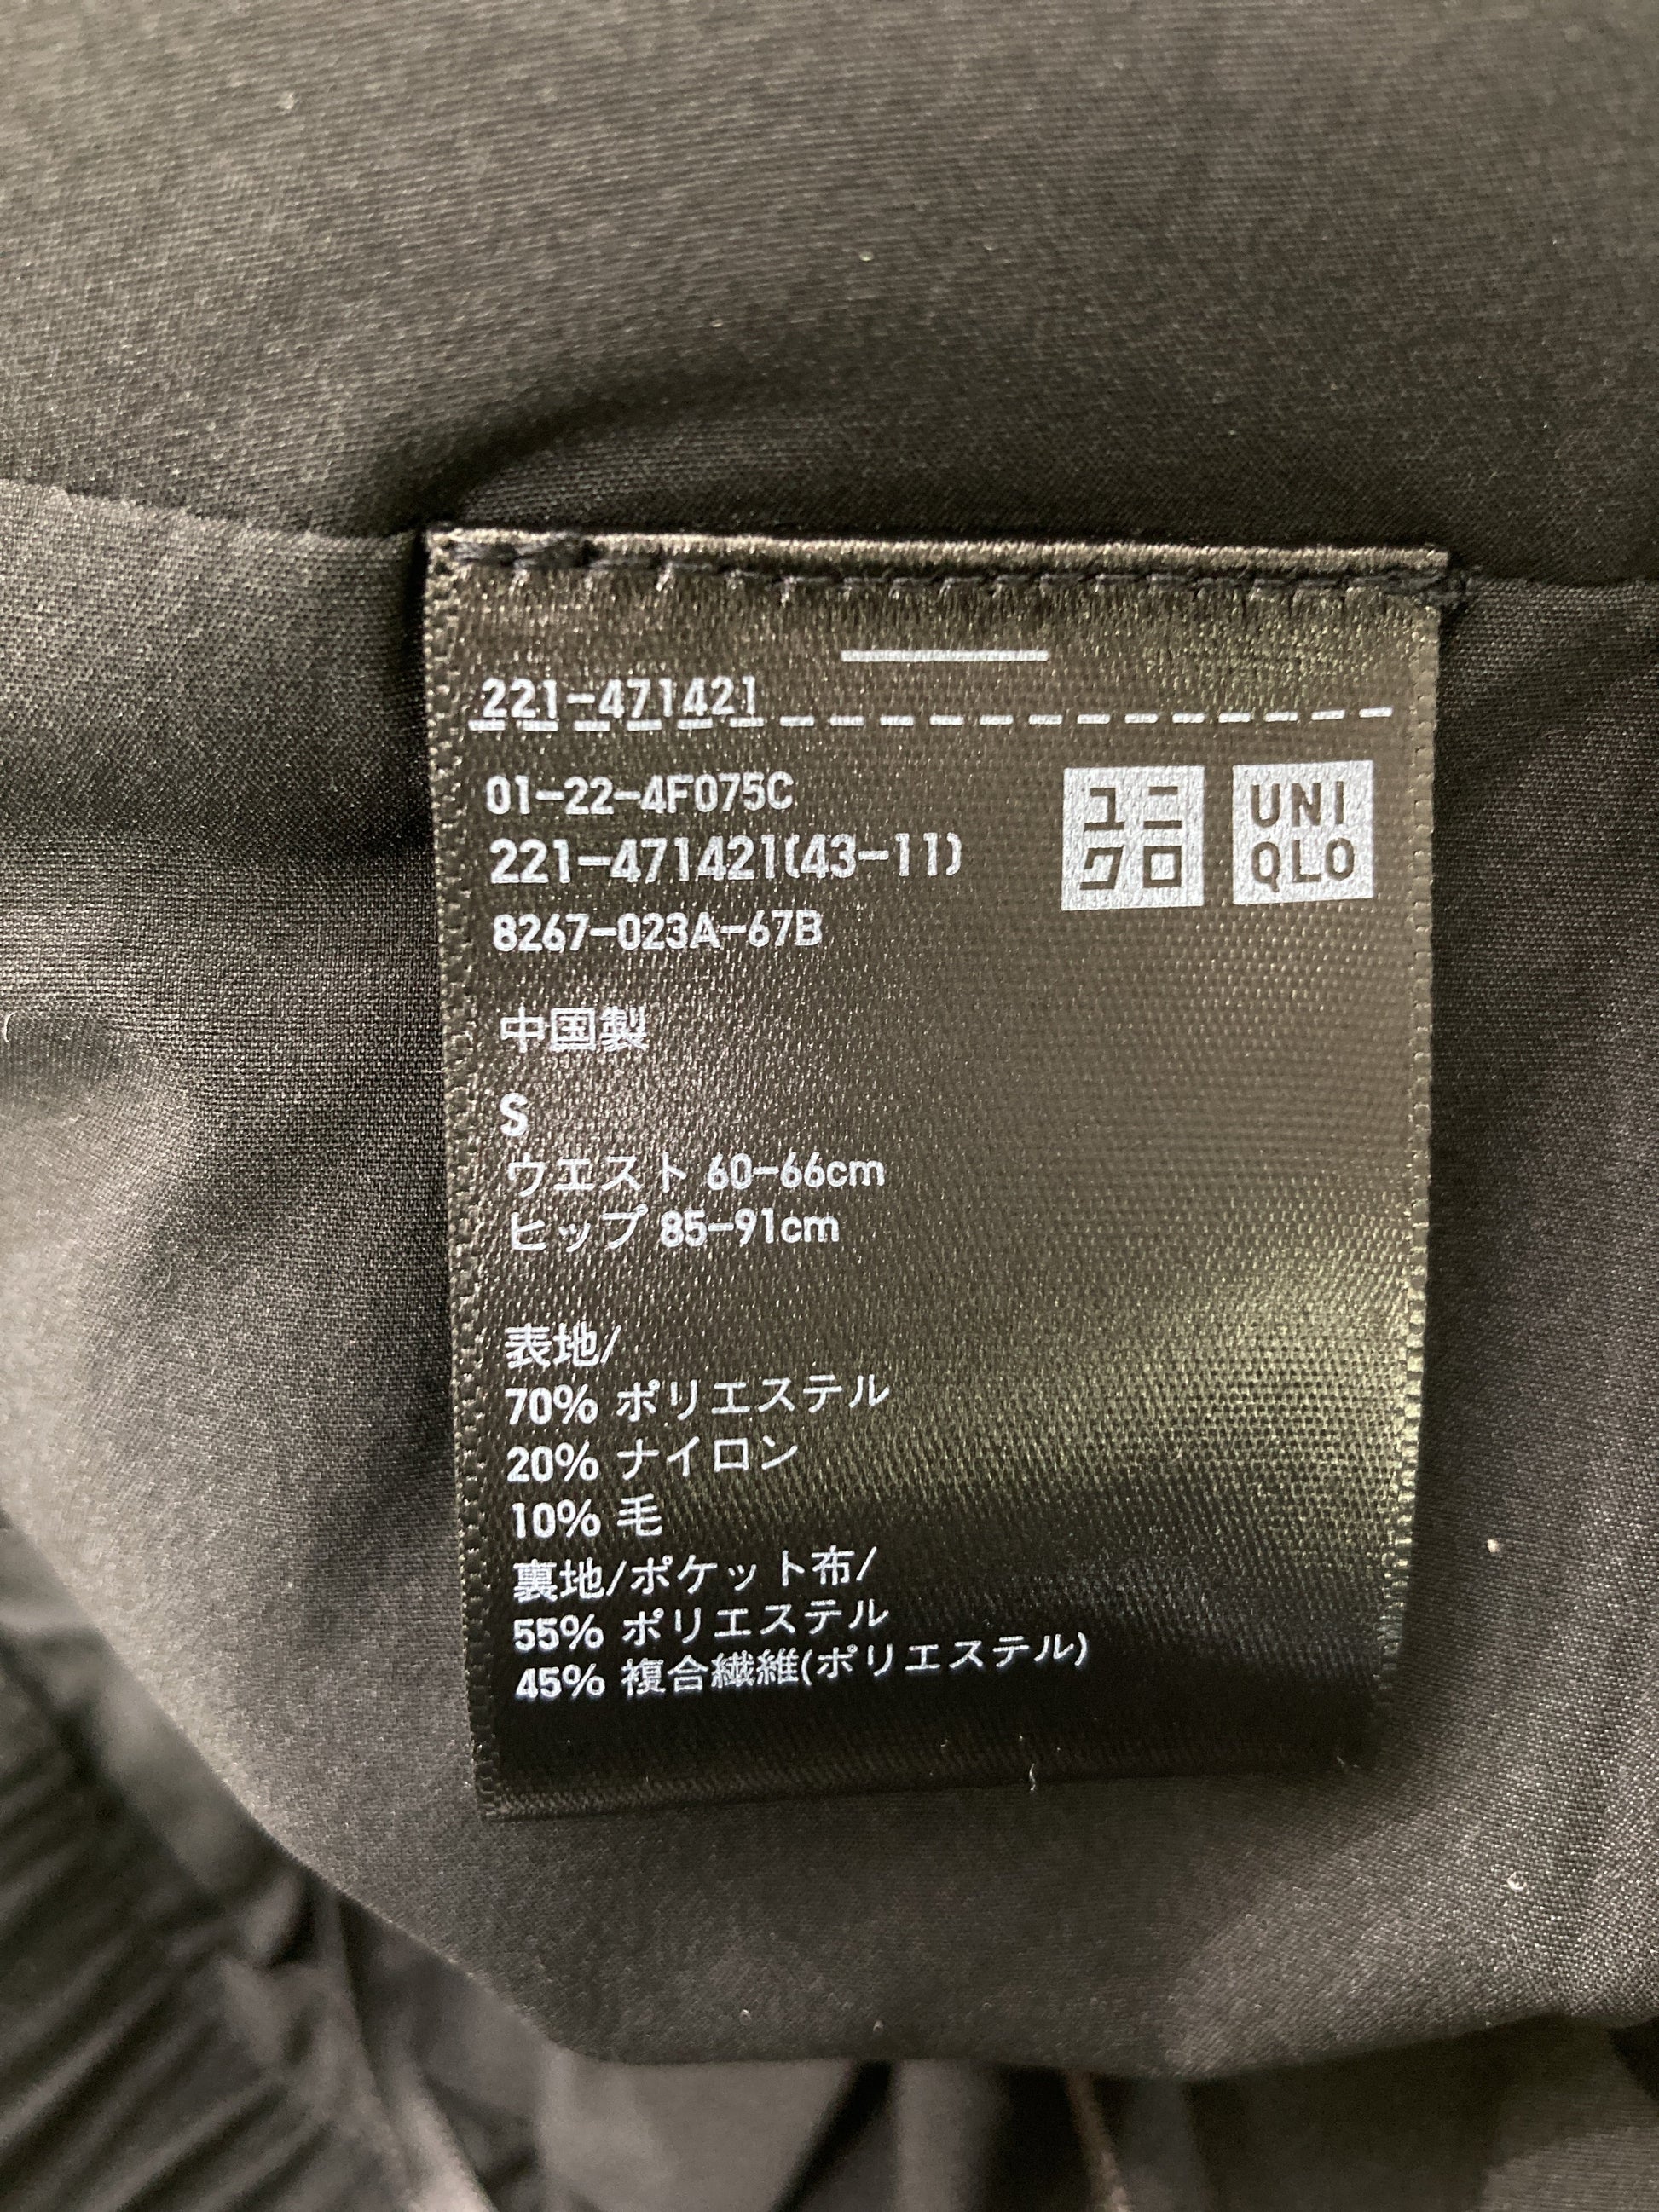 221-471421
01-22-4F075C
221-471421(43-11)
8267-023A-67B
ユニ
クロ
UNI
QLO
中国製
S
ウエスト 60-66cm
ヒップ 85-91cm
表地/
70% ポリエステル
20% ナイロン
10% 毛
裏地/ポケット布/
55% ポリエステル
45% 複合繊維(ポリエステル)